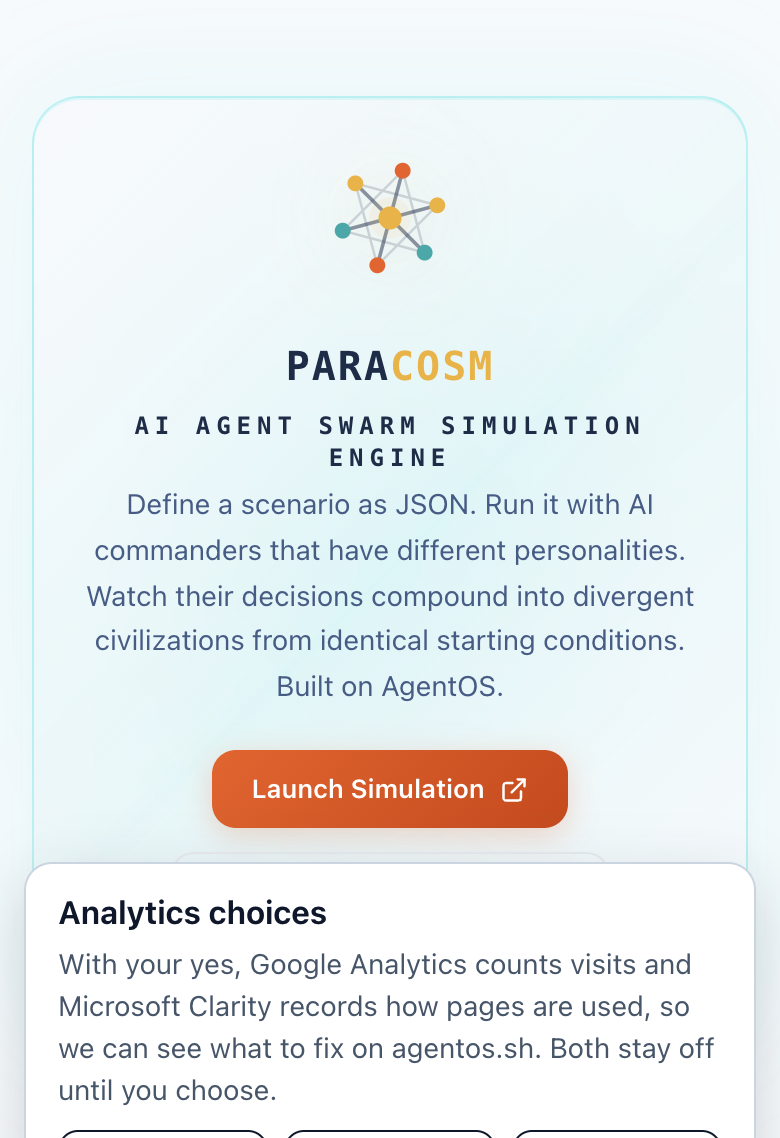 PARACOSM
AI AGENT SWARM SIMULATION
ENGINE
Define a scenario as JSON. Run it with AI
commanders that have different personalities.
Watch their decisions compound into divergent
civilizations from identical starting conditions.
Built on AgentOS.
Launch Simulation
Analytics choices
With your yes, Google Analytics counts visits and
Microsoft Clarity records how pages are used, so
we can see what to fix on agentos.sh. Both stay off
until you choose.